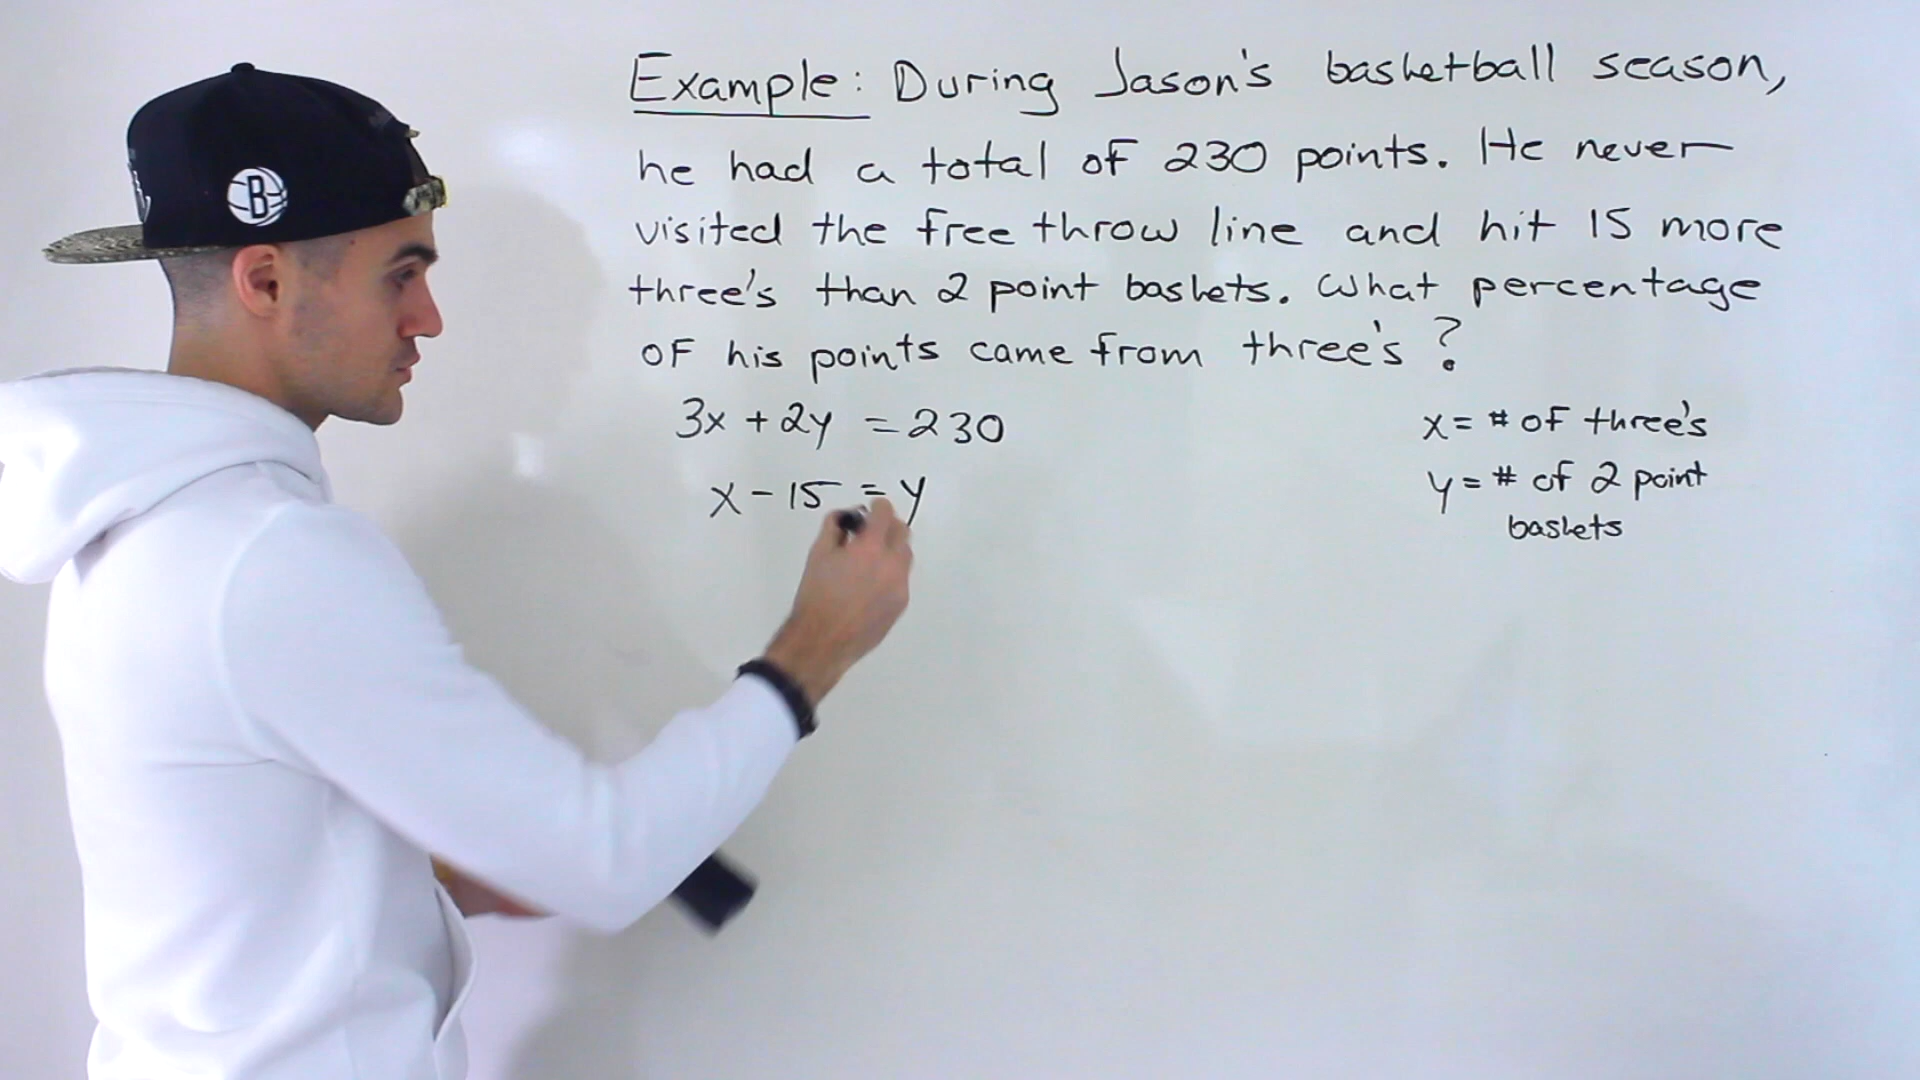 Example: During Jason's basketball season,
he had a total of 230 points. He never
visited the free throw line and hit 15 more
three's than 2 point baskets. What percentage
of his points came from three's?
3x + 2y = 230
x - 15 = y
x = # of three's
y = # of 2 point
baskets
B